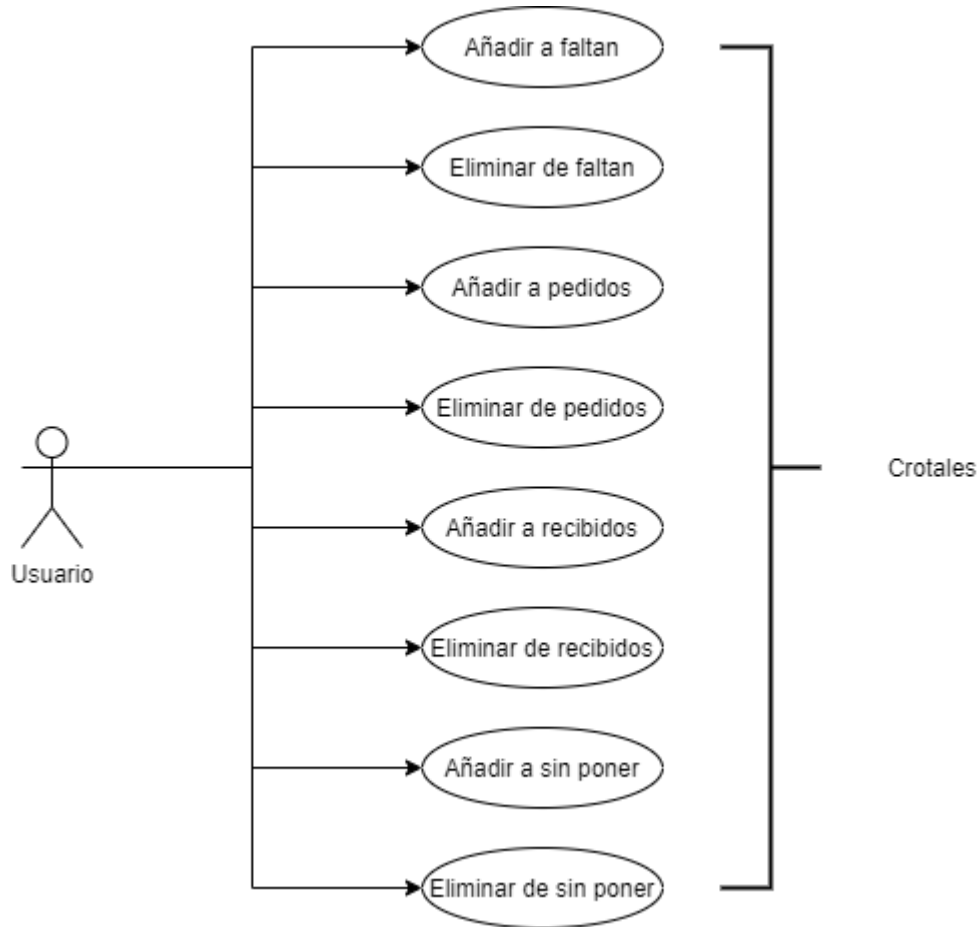 Añadir a faltan
Eliminar de faltan
Añadir a pedidos
Eliminar de pedidos
Crotales
Añadir a recibidos
Usuario
Eliminar de recibidos
Añadir a sin poner
Eliminar de sin poner